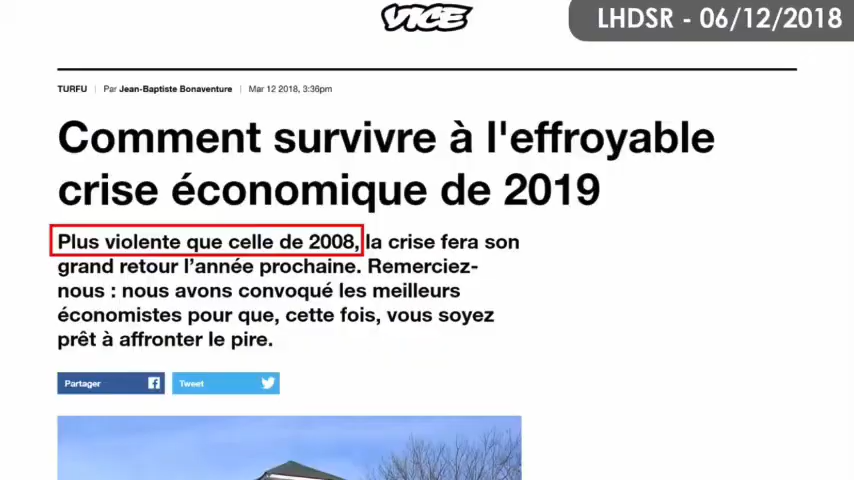 VICE
LHDSR - 06/12/2018
TURFU | Par Jean-Baptiste Bonaventure | Mar 12 2018, 3:36pm
Comment survivre à l'effroyable
crise économique de 2019
Plus violente que celle de 2008, la crise fera son
grand retour l’année prochaine. Remerciez-
nous : nous avons convoqué les meilleurs
économistes pour que, cette fois, vous soyez
prêt à affronter le pire.
Partager
Tweet